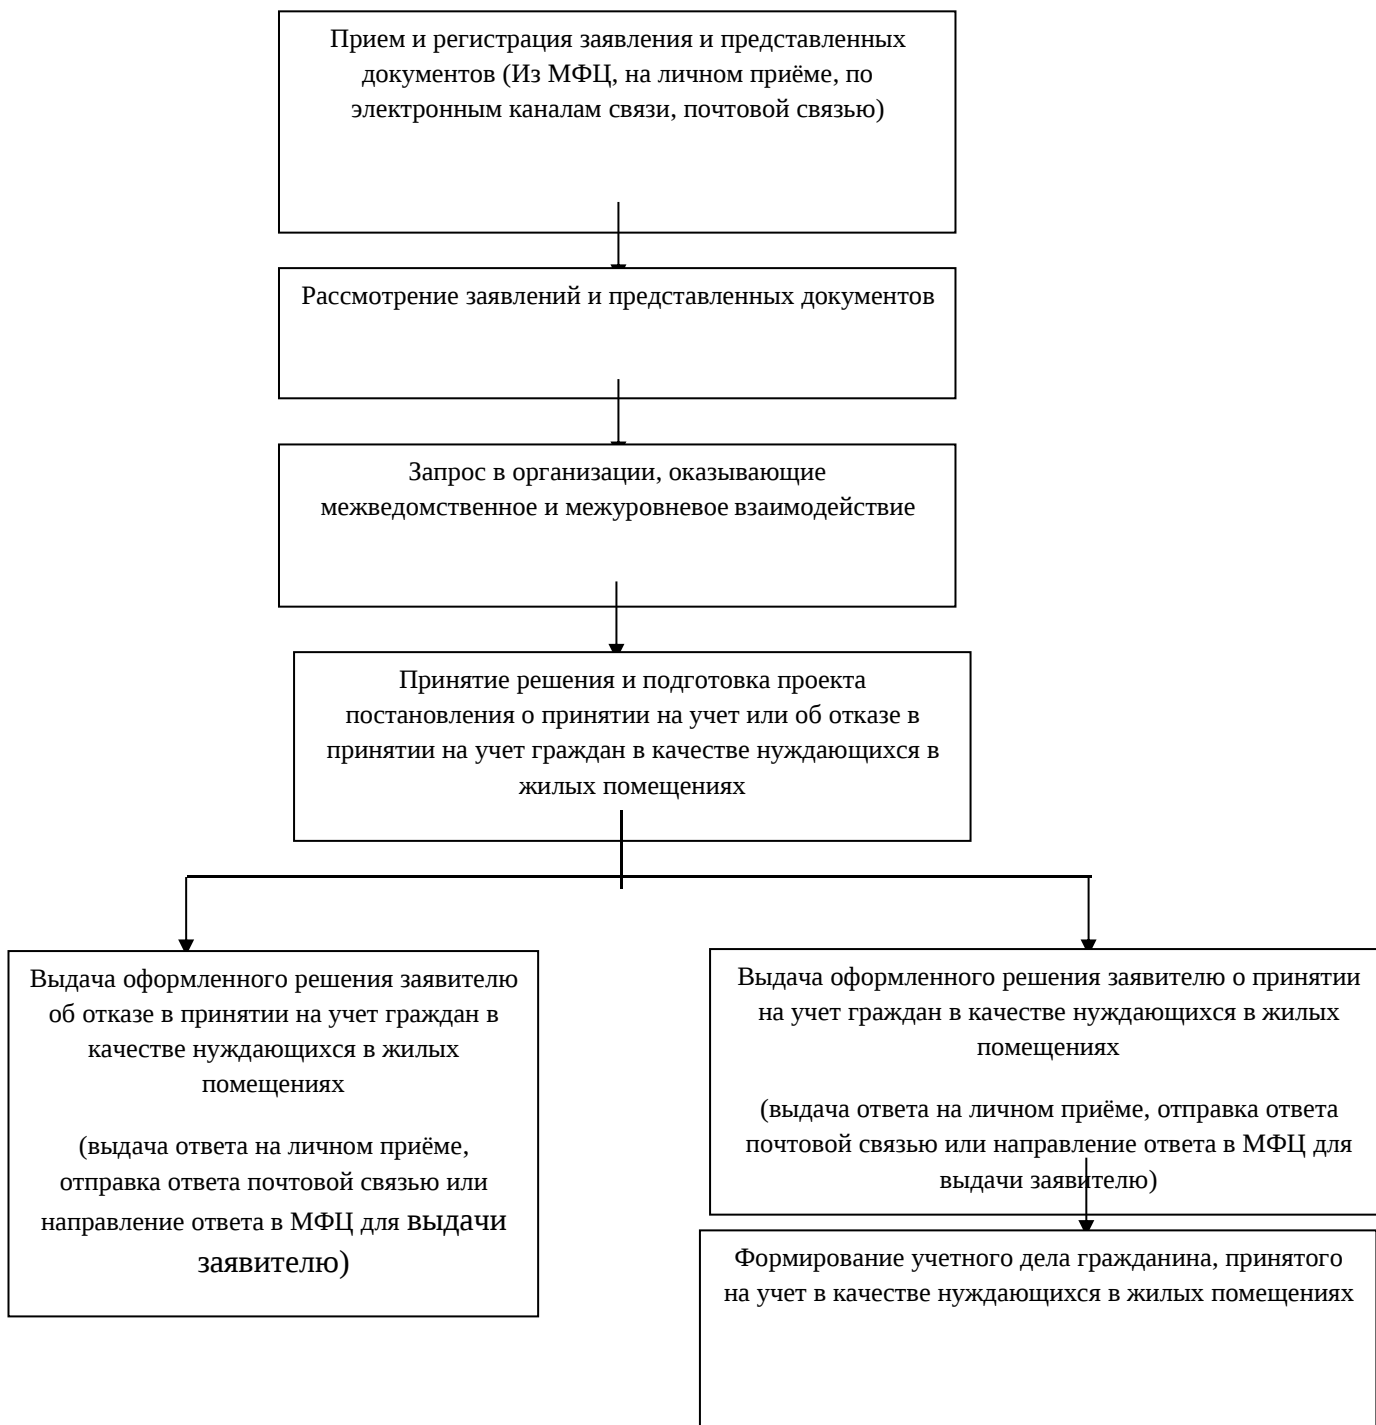 Прием и регистрация заявления и представленных
документов (Из МФЦ, на личном приёме, по
электронным каналам связи, почтовой связью)
Рассмотрение заявлений и представленных документов
Запрос в организации, оказывающие
межведомственное и межуровневое взаимодействие
Принятие решения и подготовка проекта
постановления о принятии на учет или об отказе в
принятии на учет граждан в качестве нуждающихся в
жилых помещениях
Выдача оформленного решения заявителю
об отказе в принятии на учет граждан в
качестве нуждающихся в жилых
помещениях
(выдача ответа на личном приёме,
отправка ответа почтовой связью или
направление ответа в МФЦ для выдачи
заявителю)
Выдача оформленного решения заявителю о принятии
на учет граждан в качестве нуждающихся в жилых
помещениях
(выдача ответа на личном приёме, отправка ответа
почтовой связью или направление ответа в МФЦ для
выдачи заявителю)
Формирование учетного дела гражданина, принятого
на учет в качестве нуждающихся в жилых помещениях